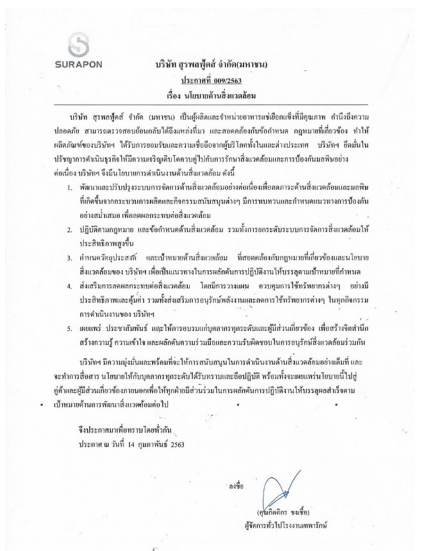 SURAPON
บริษัท สุรพลฟู้ดส์ จำกัด(มหาชน)
ประกาศที่ 009/2563
เรื่อง นโยบายด้านสิ่งแวดล้อม
บริษัท สุรพลฟู้ดส์ จำกัด (มหาชน) เป็นผู้ผลิตและจำหน่ายอาหารแช่เยือกแข็งที่มีคุณภาพ คำนึงถึงความ
ปลอดภัย สามารถตรวจสอบย้อนกลับได้ถึงแหล่งที่มา และสอดคล้องกับข้อกำหนด กฎหมายที่เกี่ยวข้อง ทำให้
ผลิตภัณฑ์ของบริษัทฯ ได้รับการยอมรับและความเชื่อถือจากผู้บริโภคทั้งในและต่างประเทศ บริษัทฯ ยึดมั่นใน
ปรัชญาการดำเนินธุรกิจให้มีความเจริญเติบโตควบคู่ไปกับการรักษาสิ่งแวดล้อมและการป้องกันมลพิษอย่าง
ต่อเนื่อง บริษัทฯ จึงมีนโยบายการดำเนินงานด้านสิ่งแวดล้อม ดังนี้
1. พัฒนาและปรับปรุงระบบการจัดการด้านสิ่งแวดล้อมอย่างต่อเนื่องเพื่อลดภาระด้านสิ่งแวดล้อมและมลพิษ
ที่เกิดขึ้นจากกระบวนการผลิตและกิจกรรมสนับสนุนต่างๆ มีการทบทวนและกำหนดแนวทางการป้องกัน
อย่างสม่ำเสมอ เพื่อลดผลกระทบต่อสิ่งแวดล้อม
2. ปฏิบัติตามกฎหมาย และข้อกำหนดด้านสิ่งแวดล้อม รวมทั้งการยกระดับระบบการจัดการสิ่งแวดล้อมให้มี
ประสิทธิภาพสูงขึ้น
3. กำหนดวัตถุประสงค์ และเป้าหมายด้านสิ่งแวดล้อม ที่สอดคล้องกับกฎหมายที่เกี่ยวข้องและนโยบาย
สิ่งแวดล้อมของ บริษัทฯ เพื่อเป็นแนวทางในการผลักดันการปฏิบัติงานให้บรรลุตามเป้าหมายที่กำหนด
4. ส่งเสริมการลดผลกระทบต่อสิ่งแวดล้อม โดยมีการวางแผน ควบคุมการใช้ทรัพยากรต่างๆ อย่างมี
ประสิทธิภาพและคุ้มค่า รวมทั้งส่งเสริมการอนุรักษ์พลังงานและลดการใช้ทรัพยากรต่างๆ ในทุกกิจกรรม
การดำเนินงานของ บริษัทฯ
5. เผยแพร่ ประชาสัมพันธ์ และให้การอบรมแก่บุคลากรทุกระดับและผู้มีส่วนเกี่ยวข้อง เพื่อสร้างจิตสำนึก
สร้างความรู้ ความเข้าใจ และผลักดันความร่วมมือและความรับผิดชอบในการอนุรักษ์สิ่งแวดล้อมร่วมกัน
บริษัทฯ มีความมุ่งมั่นและพร้อมที่จะให้การสนับสนุนในการดำเนินงานด้านสิ่งแวดล้อมอย่างเต็มที่ และ
จะทำการสื่อสาร นโยบายให้กับบุคลากรทุกระดับได้รับทราบและถือปฏิบัติ พร้อมทั้งจะเผยแพร่นโยบายนี้ไปสู่
คู่ค้าและผู้มีส่วนเกี่ยวข้องภายนอกเพื่อให้ทุกฝ่ายมีส่วนร่วมในการผลักดันการปฏิบัติงานให้บรรลุผลสำเร็จตาม
เป้าหมายด้านการพัฒนาสิ่งแวดล้อมต่อไป
จึงประกาศมาเพื่อทราบโดยทั่วกัน
ประกาศ ณ วันที่ 14 กุมภาพันธ์ 2563
ลงชื่อ
ผู้จัดการทั่วไปโรงงานเทพารักษ์